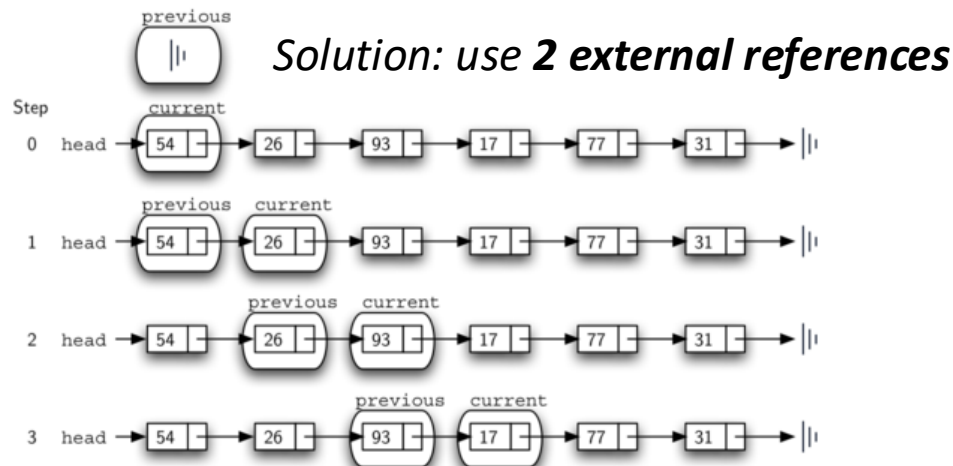 previous
Solution: use 2 external references
Step
current
0 head 54 26 93 17 77 31
previous current
1 head 54 26 93 17 77 31
previous current
2 head 54 26 93 17 77 31
previous current
3 head 54 26 93 17 77 31